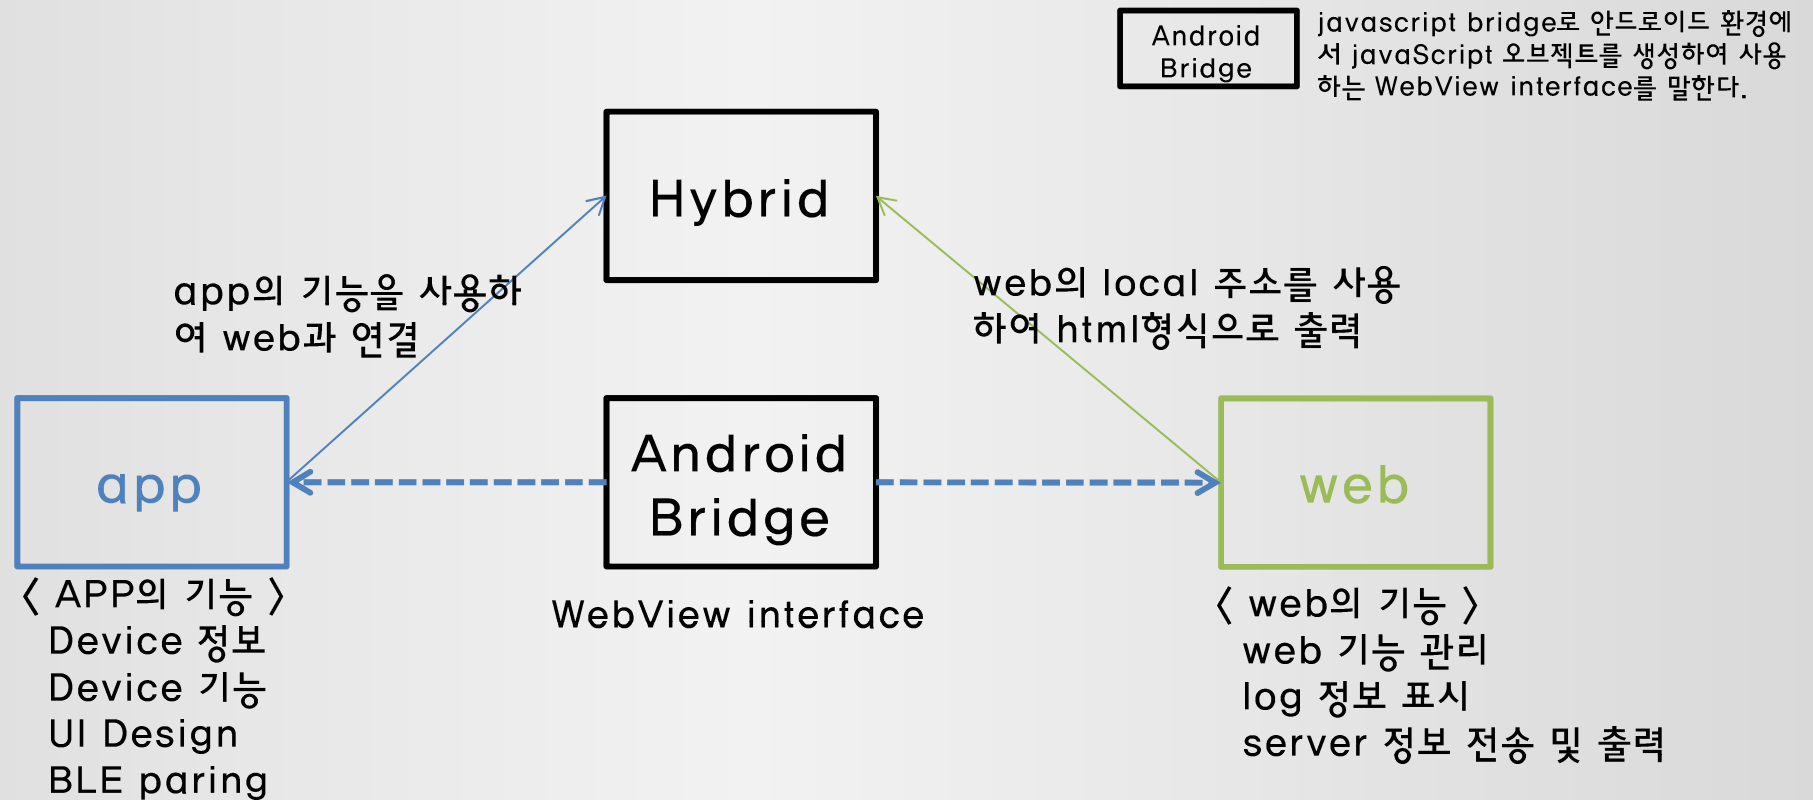 Android
Bridge
javascript bridge로 안드로이드 환경에
서 javaScript 오브젝트를 생성하여 사용
하는 WebView interface를 말한다.
Hybrid
app의 기능을 사용하
여 web과 연결
web의 local 주소를 사용
하여 html형식으로 출력
app
Android
Bridge
web
WebView interface
〈 APP의 기능 〉
Device 정보
Device 기능
UI Design
BLE paring
〈 web의 기능 〉
web 기능 관리
log 정보 표시
server 정보 전송 및 출력